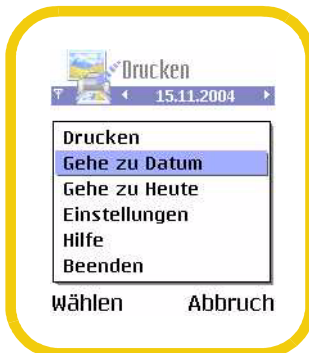 Drucken
15.11.2004
Drucken
Gehe zu Datum
Gehe zu Heute
Einstellungen
Hilfe
Beenden
Wählen Abbruch